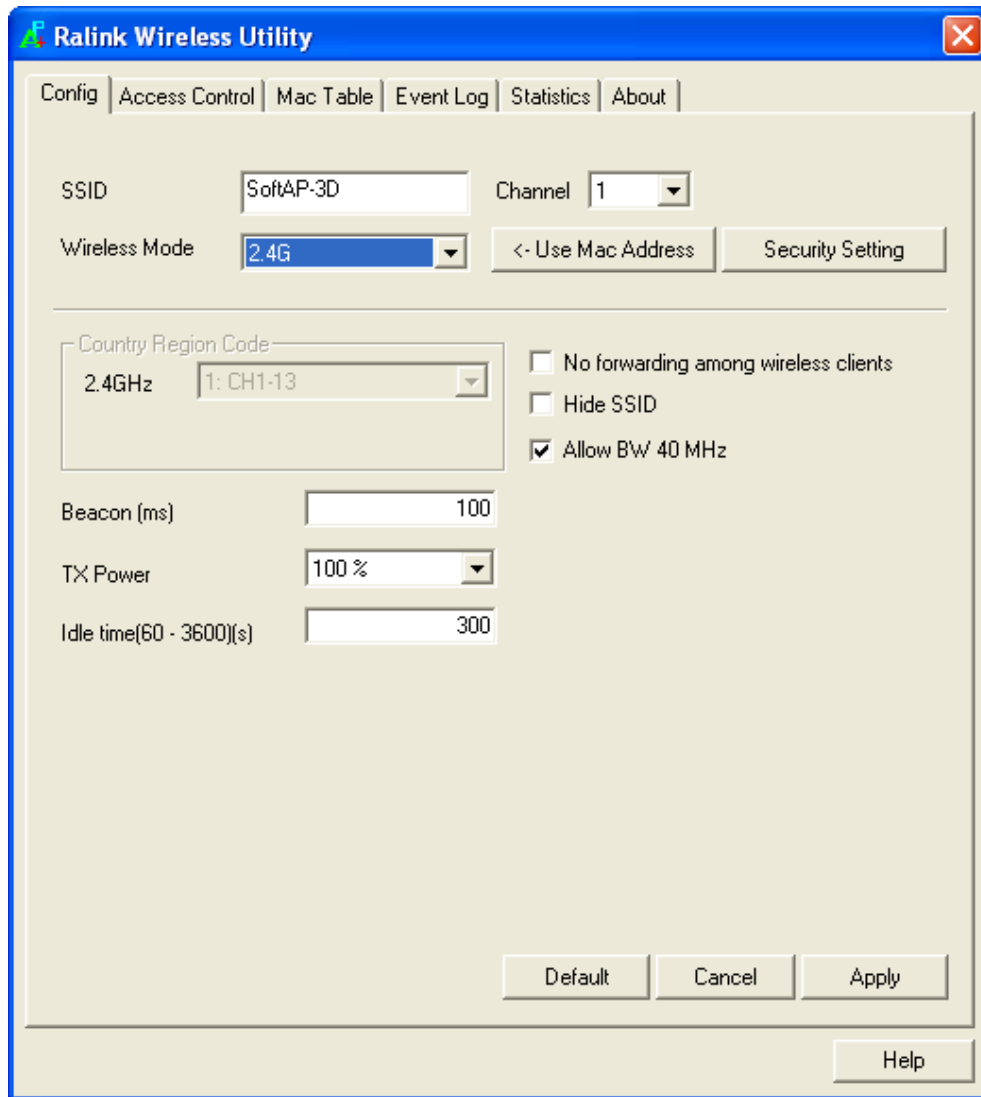 Ralink Wireless Utility
Config Access Control Mac Table Event Log Statistics About
SSID SoftAP-3D Channel 1
Wireless Mode 2.4G <- Use Mac Address Security Setting
Country Region Code
2.4GHz 1: CH1-13
No forwarding among wireless clients
Hide SSID
Allow BW 40 MHz
Beacon (ms) 100
TX Power 100 %
Idle time(60 - 3600)(s) 300
Default Cancel Apply
Help